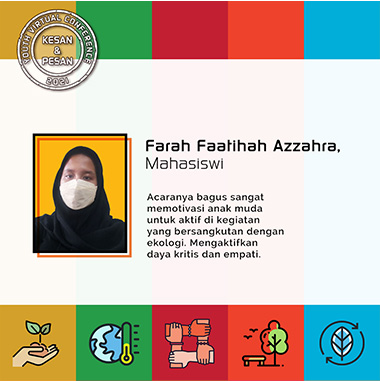 YOUTH VIRTUAL CONFERENCE
KESAN
&
PESAN
2021
Farah Faatihah Azzahra,
Mahasiswi
Acaranya bagus sangat
memotivasi anak muda
untuk aktif di kegiatan
yang bersangkutan dengan
ekologi. Mengaktifkan
daya kritis dan empati.